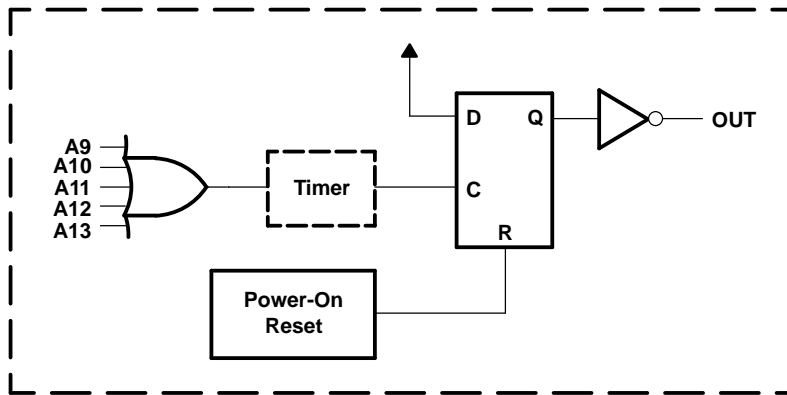 A9
A10
A11
A12
A13
Timer
D
Q
C
R
OUT
Power-On
Reset